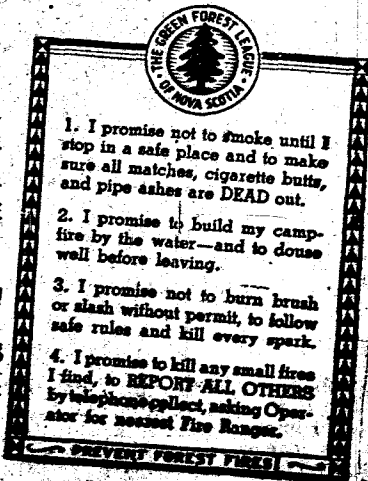 THE GREEN FOREST LEAGUE
OF NOVA SCOTIA
1. I promise not to smoke until I
stop in a safe place and to make
sure all matches, cigarette butts,
and pipe ashes are DEAD out.
2. I promise to build my camp-
fire by the water—and to douse
well before leaving.
3. I promise not to burn brush
or slash without permit, to follow
safe rules and kill every spark.
4. I promise to kill any small fires
I find, to REPORT ALL OTHERS
by telephone collect, asking Oper-
ator for nearest Fire Ranger.
PREVENT FOREST FIRES!